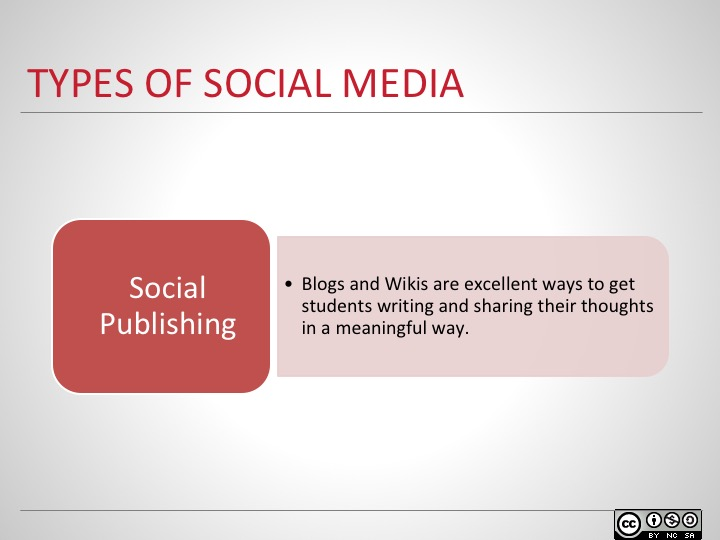 TYPES OF SOCIAL MEDIA
Social
Publishing
• Blogs and Wikis are excellent ways to get
students writing and sharing their thoughts
in a meaningful way.
cc
BY NC SA